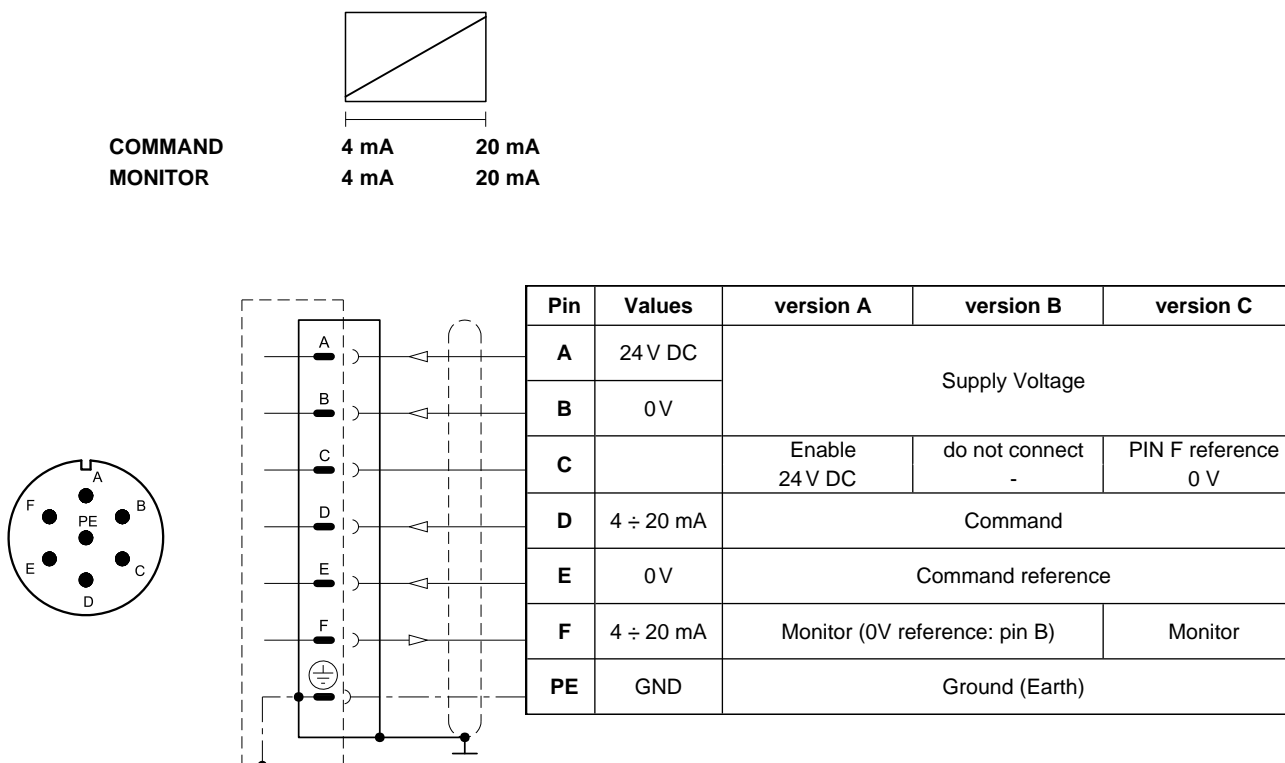 COMMAND 4 mA 20 mA
MONITOR 4 mA 20 mA
Pin Values version A version B version C
A 24 V DC Supply Voltage
B 0 V
C Enable 24 V DC do not connect - PIN F reference 0 V
D 4 ÷ 20 mA Command
E 0 V Command reference
F 4 ÷ 20 mA Monitor (0V reference: pin B) Monitor
PE GND Ground (Earth)
A
B
C
D
E
F
A
F
B
PE
E
C
D